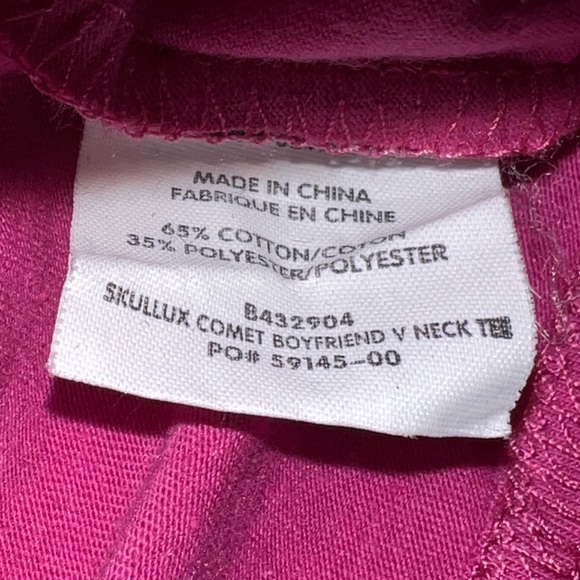 MADE IN CHINA
FABRIQUE EN CHINE
65% COTTON/COTON
35% POLYESTER/POLYESTER
B432904
SKULLUX COMET BOYFRIEND V NECK TEE
PO# 59145-00